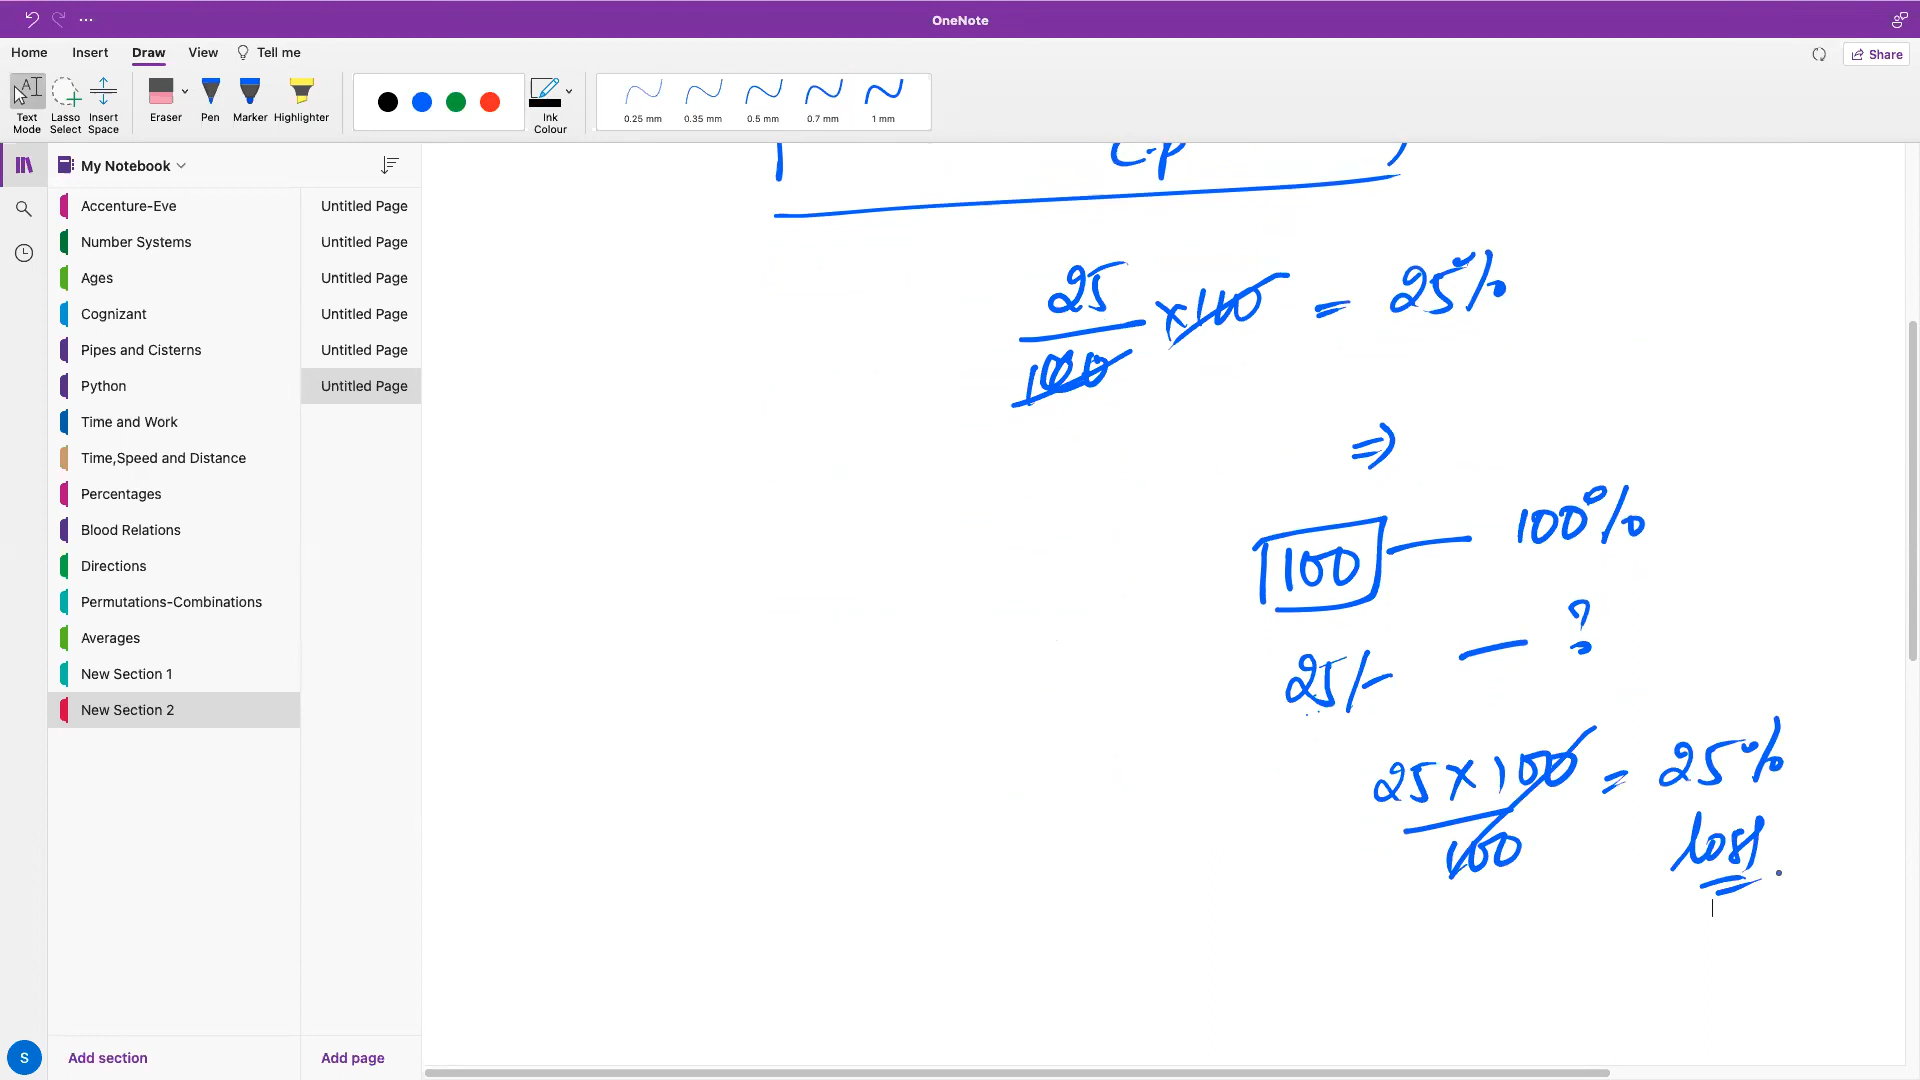 OneNote
Home Insert Draw View Tell me Share
Text Mode
Lasso Select
Insert Space
Eraser
Pen
Marker
Highlighter
Ink Colour
0.25 mm 0.35 mm 0.5 mm 0.7 mm 1 mm
My Notebook
Accenture-Eve
Number Systems
Ages
Cognizant
Pipes and Cisterns
Python
Time and Work
Time,Speed and Distance
Percentages
Blood Relations
Directions
Permutations-Combinations
Averages
New Section 1
New Section 2
Add section
S
Untitled Page
Untitled Page
Untitled Page
Untitled Page
Untitled Page
Untitled Page
Add page
C.p
25/100 ×100 = 25%
⇒
100 — 100%
25/- — ?
25×100/100 = 25%
loss